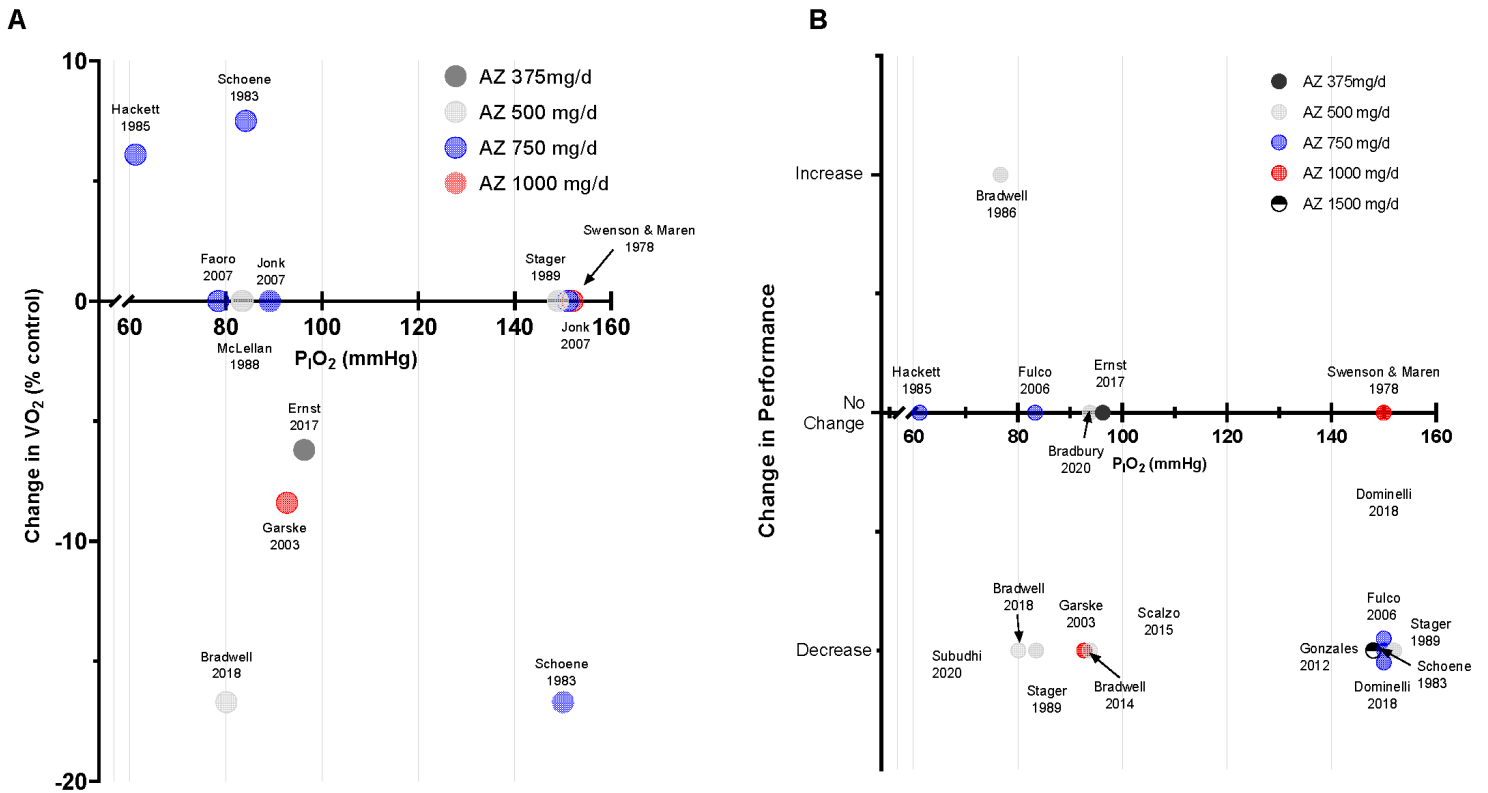 A
10
0
-10
-20
Change in VO2 (% control)
Hackett
1985
Schoene
1983
AZ 375mg/d
AZ 500 mg/d
AZ 750 mg/d
AZ 1000 mg/d
Swenson & Maren
1978
Faoro
2007
Jonk
2007
Stager
1989
60 80 100 120 140 160
McLellan
1988
PIO2 (mmHg)
Jonk
2007
Ernst
2017
Garske
2003
Bradwell
2018
Schoene
1983
B
Change in Performance
Increase
No
Change
Decrease
AZ 375mg/d
AZ 500 mg/d
AZ 750 mg/d
AZ 1000 mg/d
AZ 1500 mg/d
Bradwell
1986
Hackett
1985
Fulco
2006
Ernst
2017
Swenson & Maren
1978
60 80 100 120 140 160
Bradbury
2020
PIO2 (mmHg)
Dominelli
2018
Bradwell
2018
Garske
2003
Scalzo
2015
Subudhi
2020
Stager
1989
Bradwell
2014
Fulco
2006
Stager
1989
Gonzales
2012
Schoene
1983
Dominelli
2018